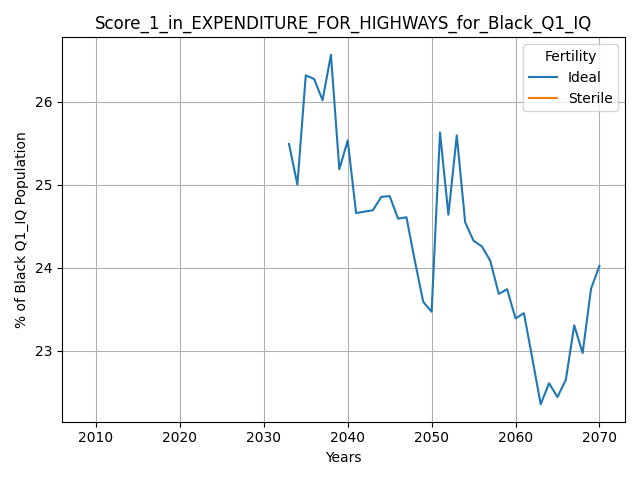 Score_1_in_EXPENDITURE_FOR_HIGHWAYS_for_Black_Q1_IQ
Fertility
Ideal
Sterile
% of Black Q1_IQ Population
26
25
24
23
2010 2020 2030 2040 2050 2060 2070
Years